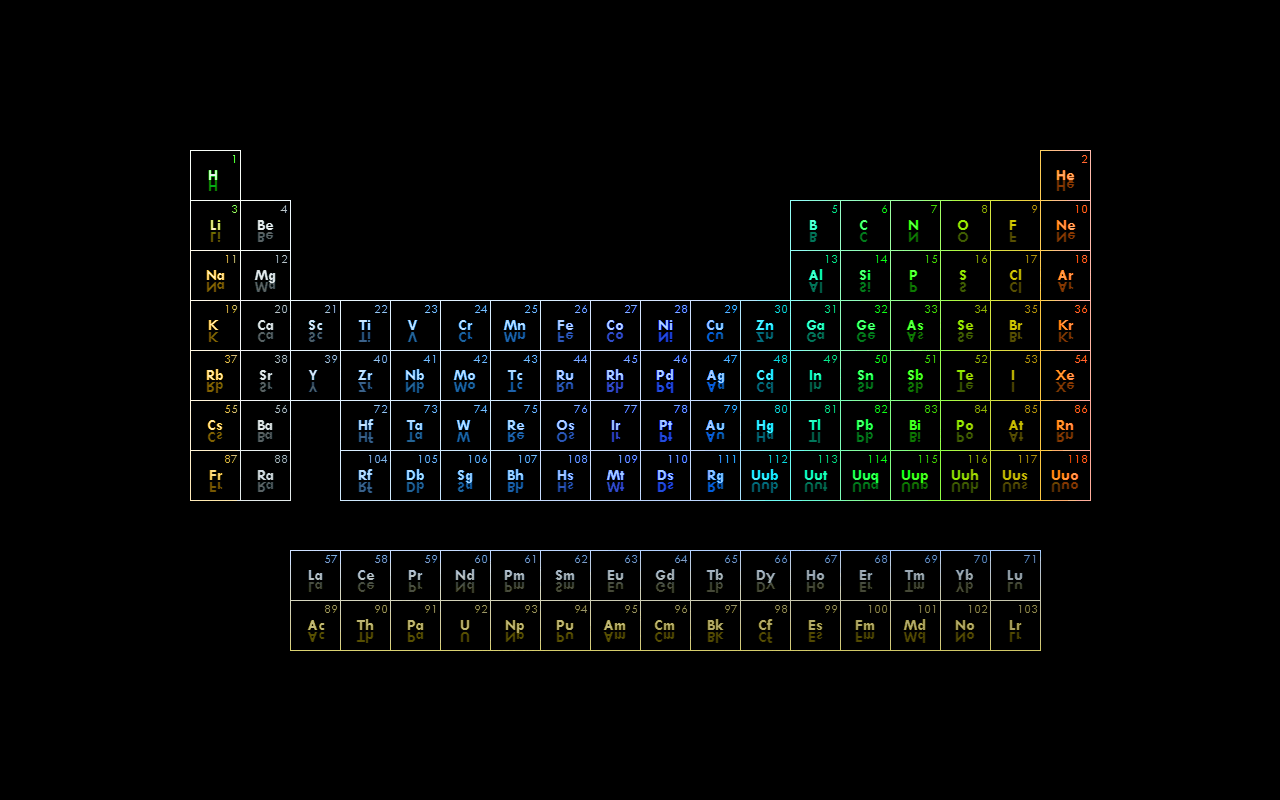 1 2
H He
3 4 5 6 7 8 9 10
Li Be B C N O F Ne
11 12 13 14 15 16 17 18
Na Mg Al Si P S Cl Ar
19 20 21 22 23 24 25 26 27 28 29 30 31 32 33 34 35 36
K Ca Sc Ti V Cr Mn Fe Co Ni Cu Zn Ga Ge As Se Br Kr
37 38 39 40 41 42 43 44 45 46 47 48 49 50 51 52 53 54
Rb Sr Y Zr Nb Mo Tc Ru Rh Pd Ag Cd In Sn Sb Te I Xe
55 56 72 73 74 75 76 77 78 79 80 81 82 83 84 85 86
Cs Ba Hf Ta W Re Os Ir Pt Au Hg Tl Pb Bi Po At Rn
87 88 104 105 106 107 108 109 110 111 112 113 114 115 116 117 118
Fr Ra Rf Db Sg Bh Hs Mt Ds Rg Uub Uut Uuq Uup Uuh Uus Uuo
57 58 59 60 61 62 63 64 65 66 67 68 69 70 71
La Ce Pr Nd Pm Sm Eu Gd Tb Dy Ho Er Tm Yb Lu
89 90 91 92 93 94 95 96 97 98 99 100 101 102 103
Ac Th Pa U Np Pu Am Cm Bk Cf Es Fm Md No Lr